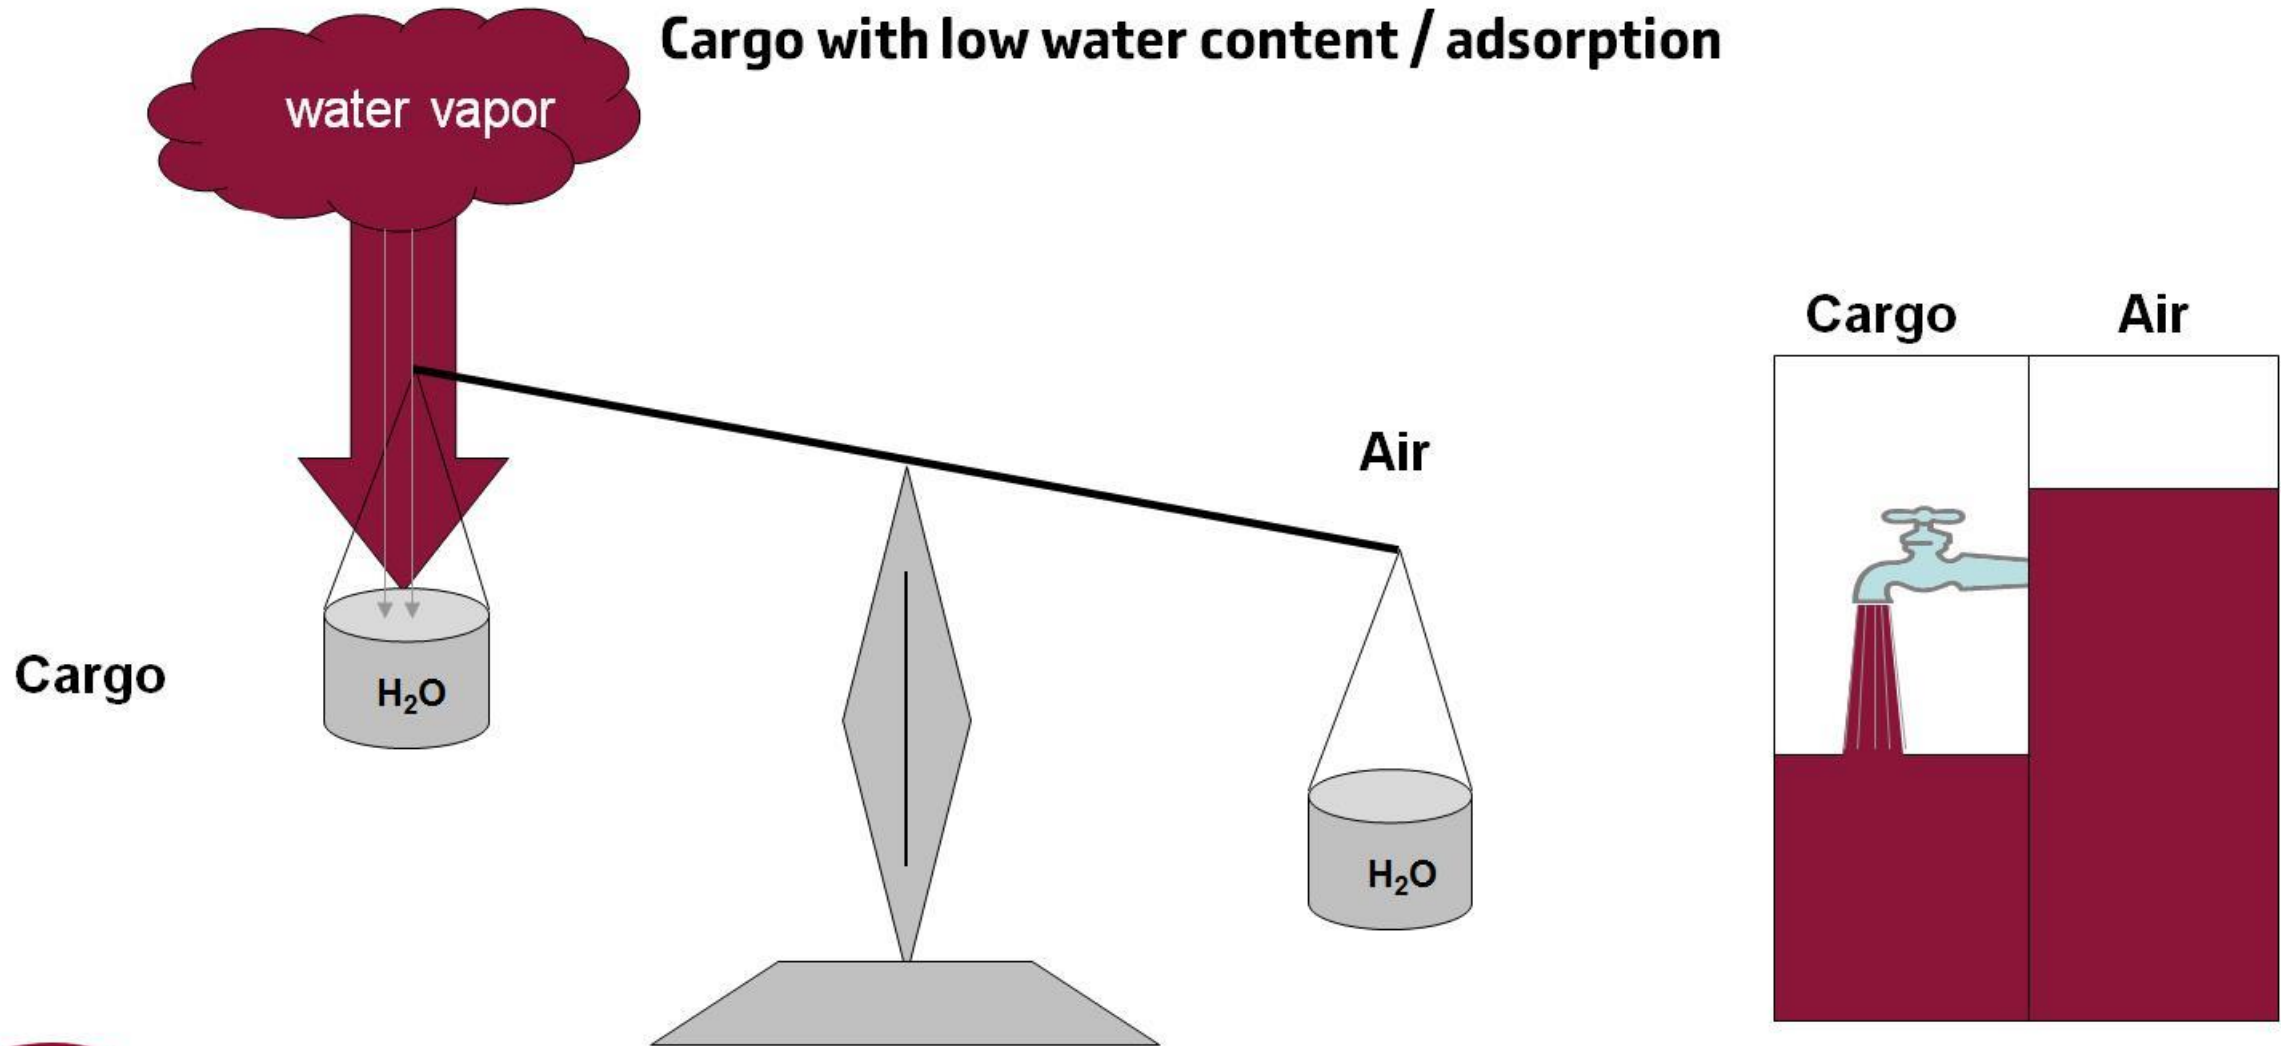 Cargo with low water content / adsorption
water vapor
Cargo
Air
Air
Cargo
H₂O
H₂O